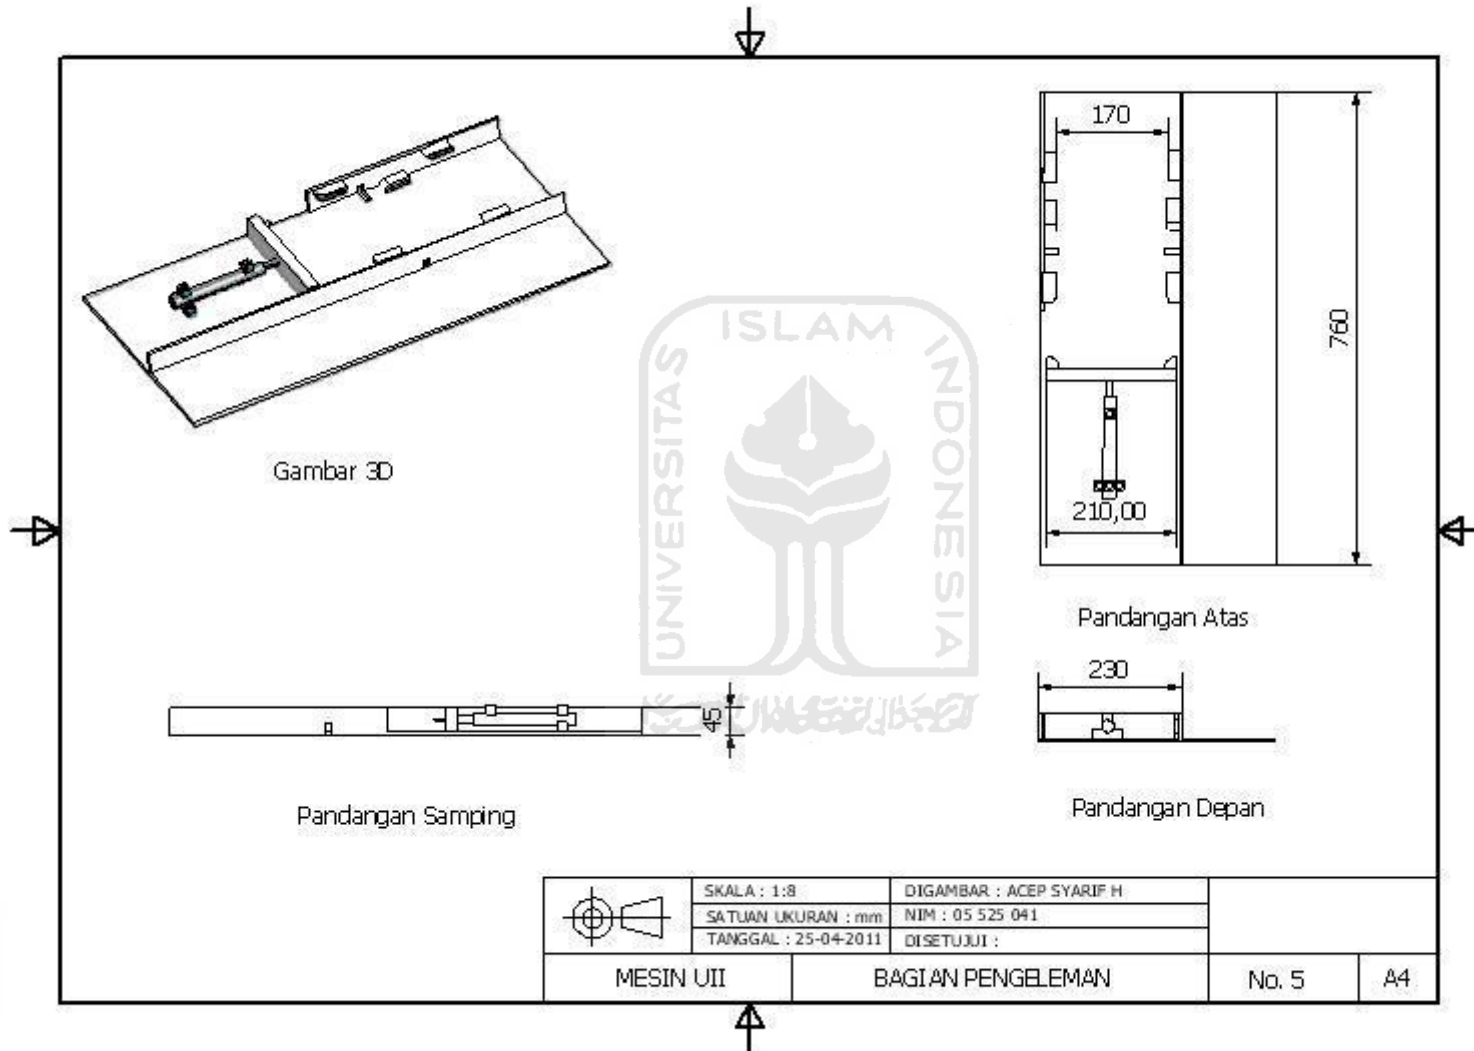 170
760
210,00
Gambar 3D
Pandangan Atas
UNIVERSITAS ISLAM INDONESIA
230
45
Pandangan Samping
Pandangan Depan
SKALA : 1:8
DIGAMBAR : ACEP SYARIF H
SATUAN UKURAN : mm
NIM : 05 525 041
TANGGAL : 25-04-2011
DISETUJUI :
MESIN UII
BAGIAN PENGELEMAN
No. 5
A4